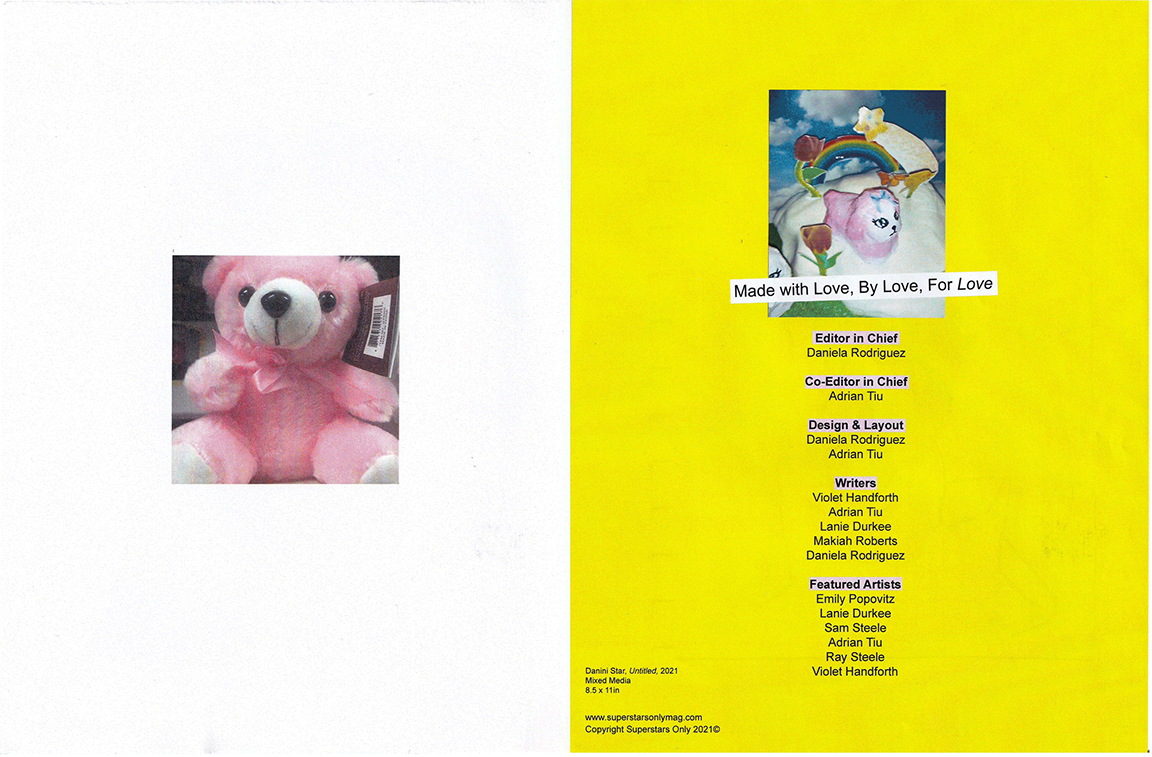 Made with Love, By Love, For Love
Editor in Chief
Daniela Rodriguez
Co-Editor in Chief
Adrian Tiu
Design & Layout
Daniela Rodriguez
Adrian Tiu
Writers
Violet Handforth
Adrian Tiu
Lanie Durkee
Makiah Roberts
Daniela Rodriguez
Featured Artists
Emily Popovitz
Lanie Durkee
Sam Steele
Adrian Tiu
Ray Steele
Violet Handforth
Danini Star, Untitled, 2021
Mixed Media
8.5 x 11in
www.superstarsonlymag.com
Copyright Superstars Only 2021©